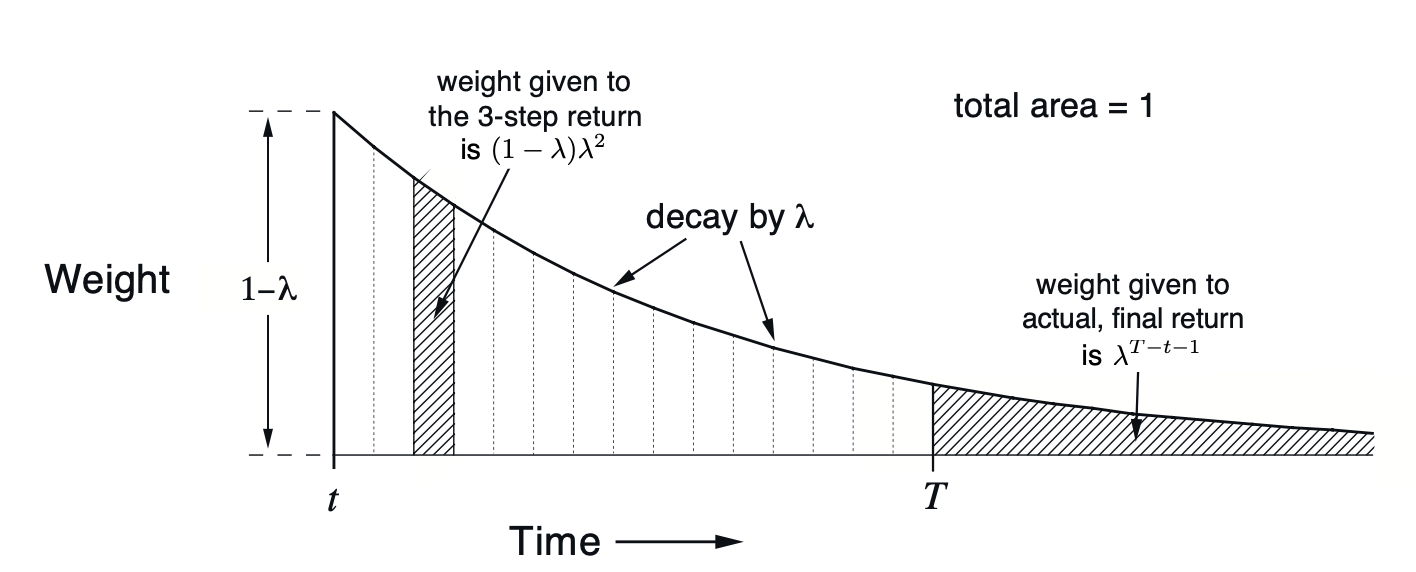 weight given to
the 3-step return
is (1 − λ)λ²
total area = 1
decay by λ
Weight
1−λ
weight given to
actual, final return
is λ^{T−t−1}
t
T
Time